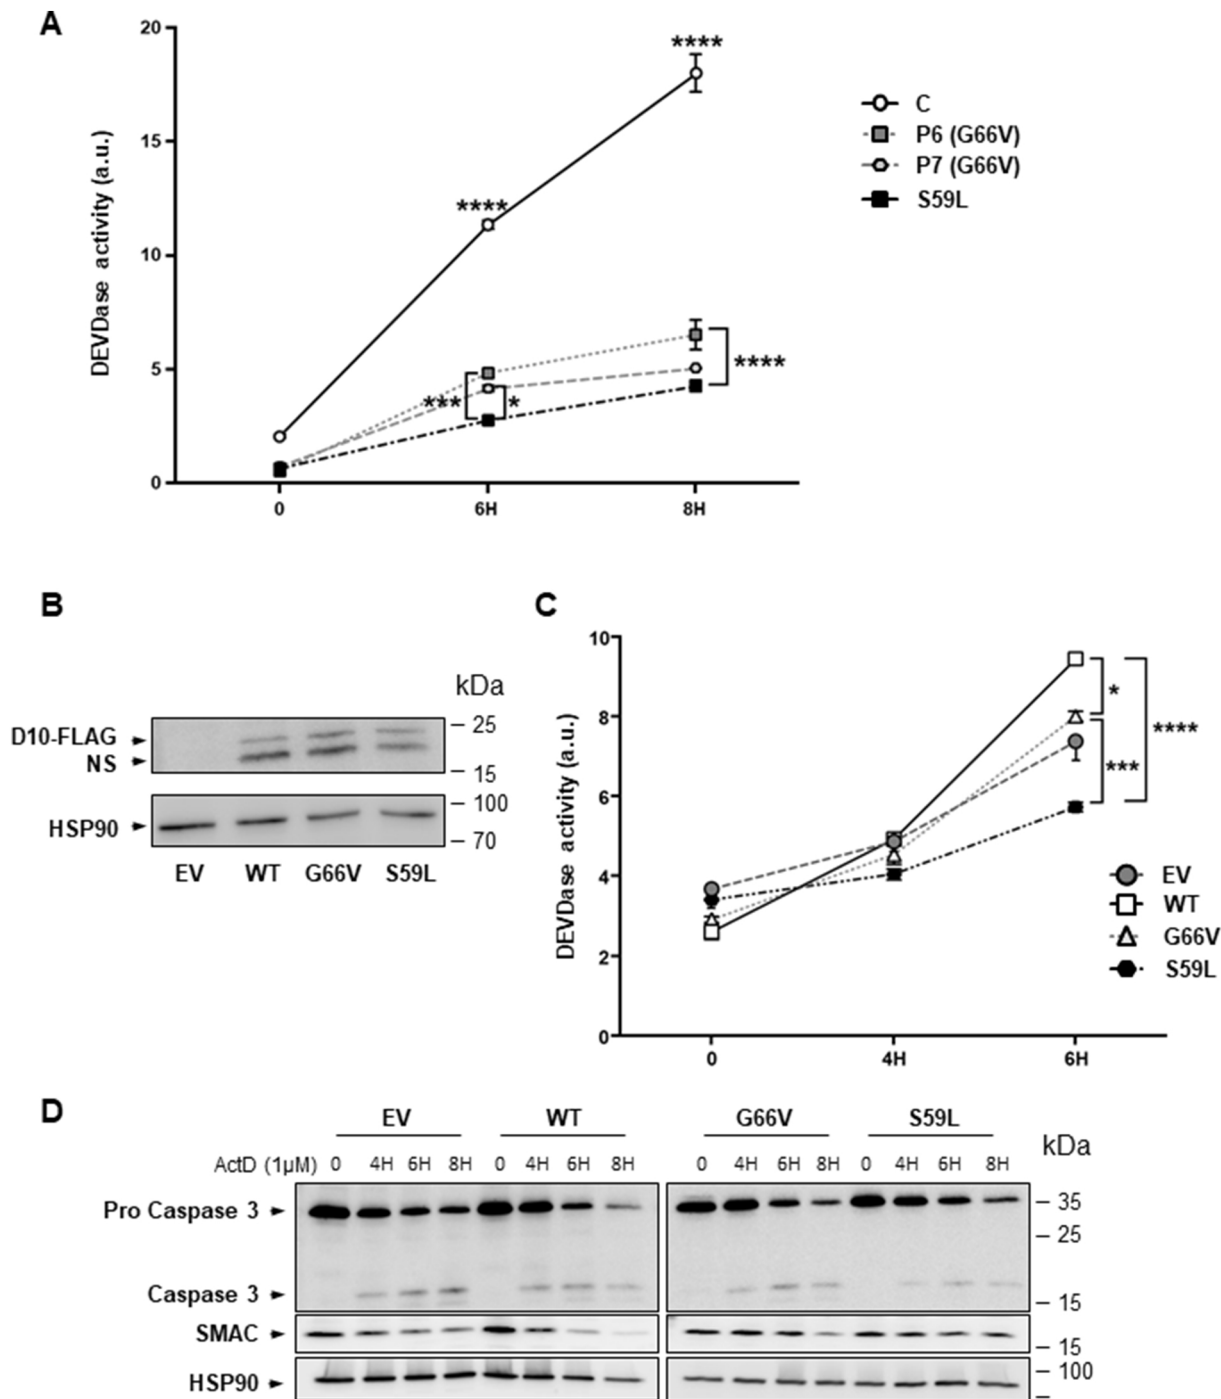 A
20
15
10
5
0
DEVDase activity (a.u.)
0 6H 8H
****
****
***
*
****
C
P6 (G66V)
P7 (G66V)
S59L
B
kDa
D10-FLAG
NS
25
15
HSP90
100
70
EV WT G66V S59L
C
10
8
6
4
2
0
DEVDase activity (a.u.)
0 4H 6H
*
***
****
EV
WT
G66V
S59L
D
EV WT G66V S59L
kDa
ActD (1µM) 0 4H 6H 8H 0 4H 6H 8H 0 4H 6H 8H 0 4H 6H 8H
Pro Caspase 3
35
25
Caspase 3
15
SMAC
15
HSP90
100